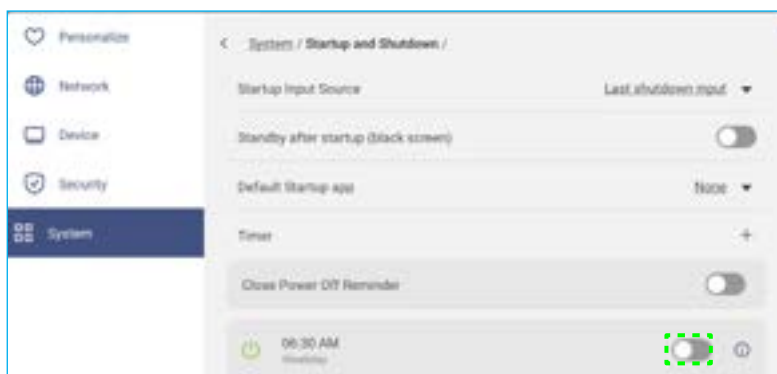 Personalize
Network
Device
Security
System
< System / Startup and Shutdown /
Startup Input Source Last shutdown input
Standby after startup (black screen)
Default Startup app None
Timer +
Close Power Off Reminder
06:30 AM
Weekday